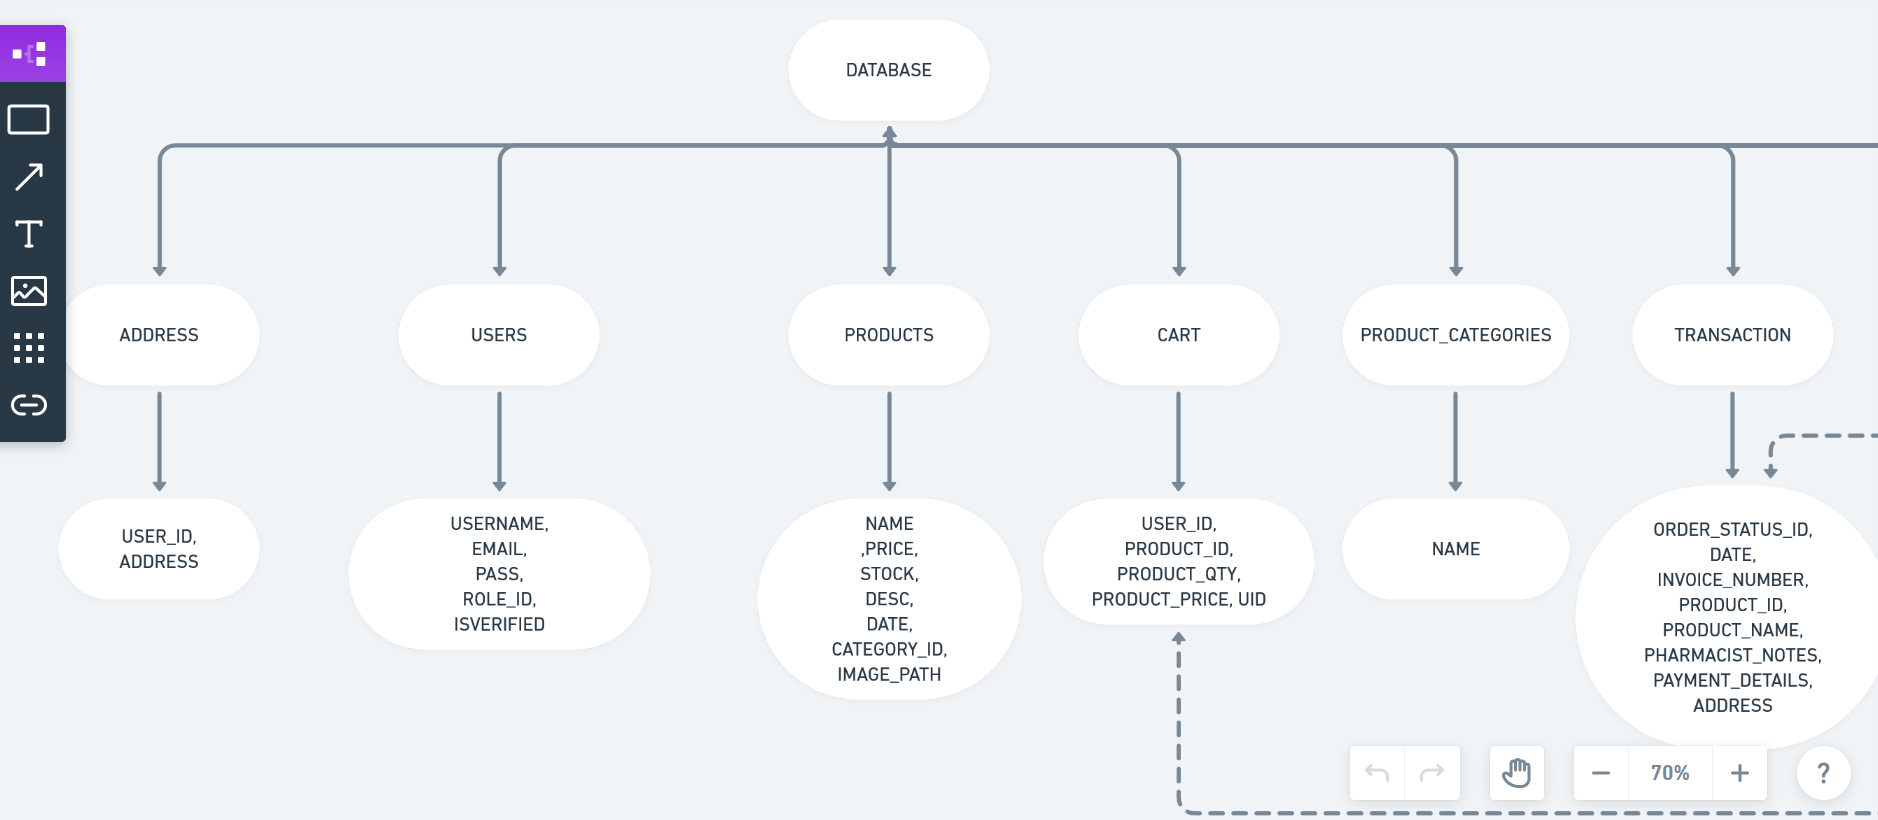 DATABASE
ADDRESS
USERS
PRODUCTS
CART
PRODUCT_CATEGORIES
TRANSACTION
USER_ID,
ADDRESS
USERNAME,
EMAIL,
PASS,
ROLE_ID,
ISVERIFIED
NAME
,PRICE,
STOCK,
DESC,
DATE,
CATEGORY_ID,
IMAGE_PATH
USER_ID,
PRODUCT_ID,
PRODUCT_QTY,
PRODUCT_PRICE, UID
NAME
ORDER_STATUS_ID,
DATE,
INVOICE_NUMBER,
PRODUCT_ID,
PRODUCT_NAME,
PHARMACIST_NOTES,
PAYMENT_DETAILS,
ADDRESS
70%
?